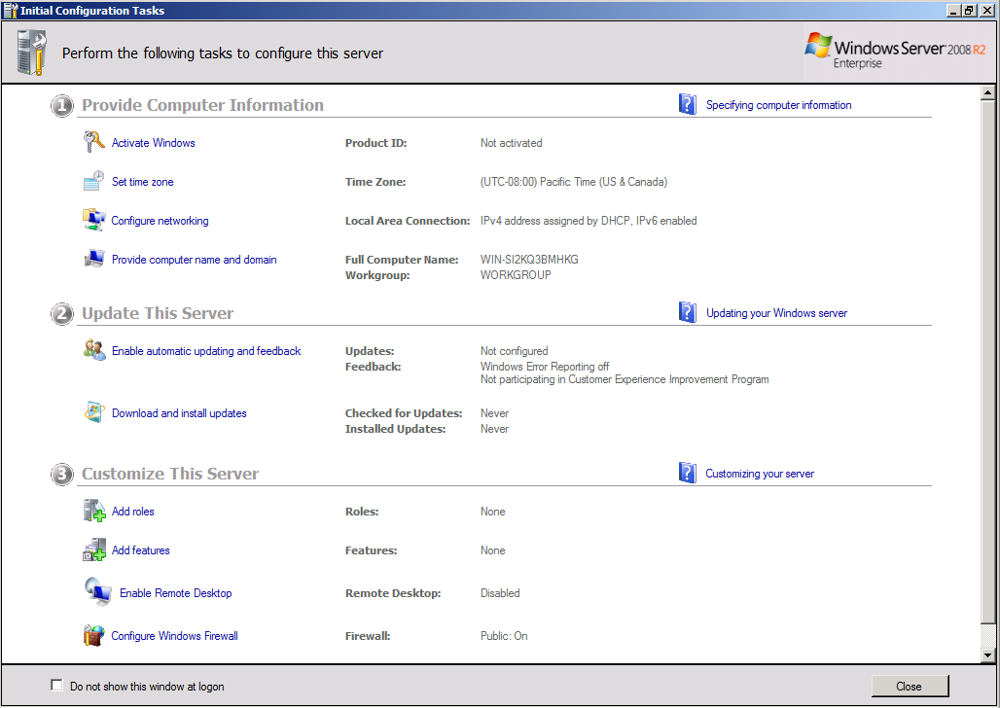 Initial Configuration Tasks
Perform the following tasks to configure this server
Windows Server 2008 R2
Enterprise
1 Provide Computer Information
Specifying computer information
Activate Windows Product ID: Not activated
Set time zone Time Zone: (UTC-08:00) Pacific Time (US & Canada)
Configure networking Local Area Connection: IPv4 address assigned by DHCP, IPv6 enabled
Provide computer name and domain Full Computer Name: WIN-SI2KQ3BMHKG
Workgroup: WORKGROUP
2 Update This Server
Updating your Windows server
Enable automatic updating and feedback Updates: Not configured
Feedback: Windows Error Reporting off
Not participating in Customer Experience Improvement Program
Download and install updates Checked for Updates: Never
Installed Updates: Never
3 Customize This Server
Customizing your server
Add roles Roles: None
Add features Features: None
Enable Remote Desktop Remote Desktop: Disabled
Configure Windows Firewall Firewall: Public: On
Do not show this window at logon
Close